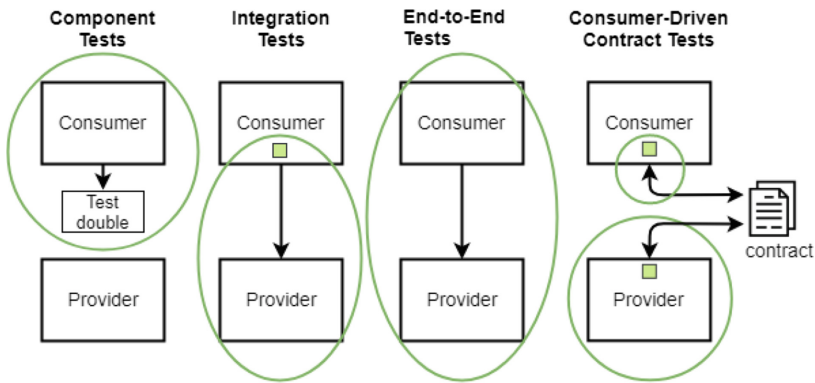 Component
Tests
Integration
Tests
End-to-End
Tests
Consumer-Driven
Contract Tests
Consumer
Test
double
Provider
Consumer
Provider
Consumer
Provider
Consumer
Provider
contract